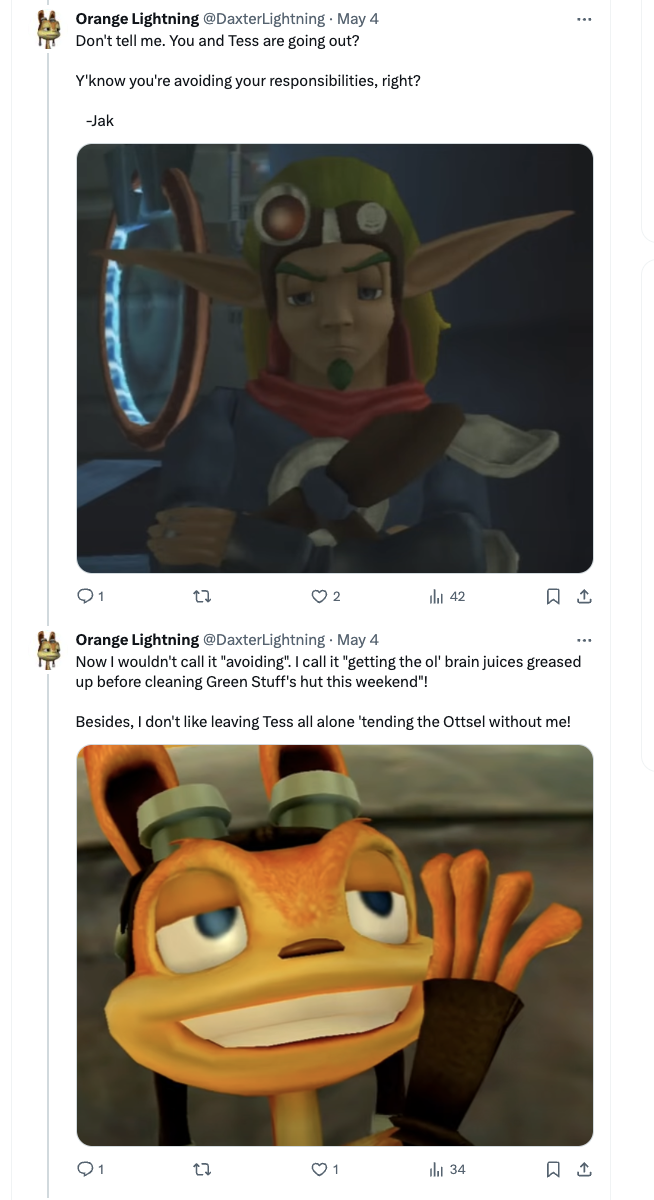 Orange Lightning @DaxterLightning · May 4
Don't tell me. You and Tess are going out?
Y'know you're avoiding your responsibilities, right?
-Jak
1 2 42
Orange Lightning @DaxterLightning · May 4
Now I wouldn't call it "avoiding". I call it "getting the ol' brain juices greased
up before cleaning Green Stuff's hut this weekend"!
Besides, I don't like leaving Tess all alone 'tending the Ottsel without me!
1 1 34